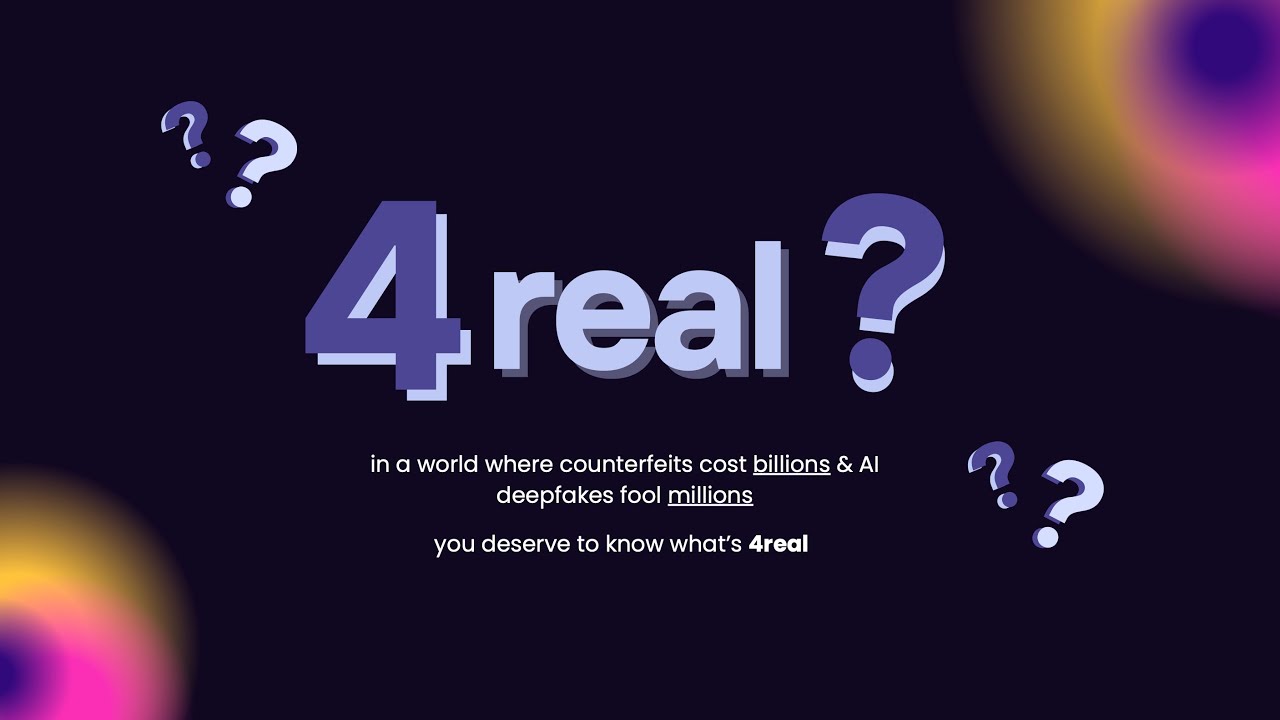 ??
4real?
in a world where counterfeits cost billions & AI
deepfakes fool millions
you deserve to know what’s 4real
??